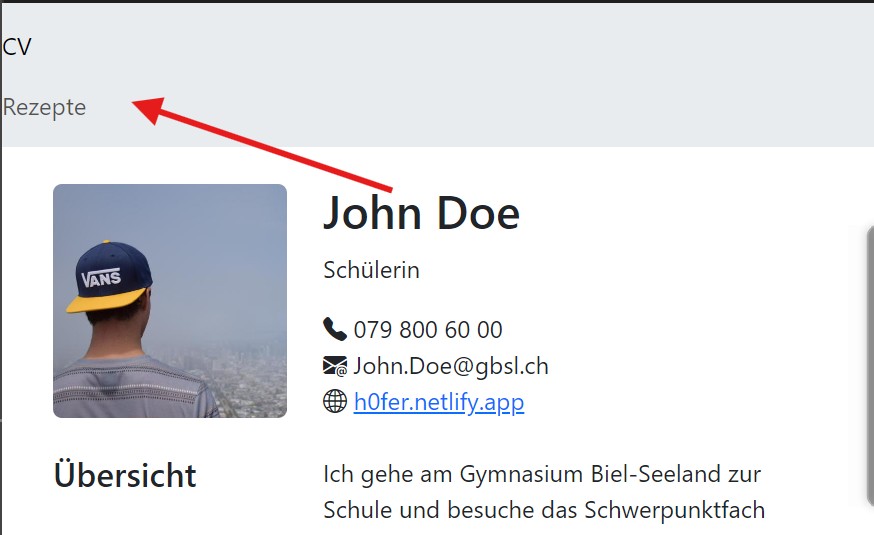 CV
Rezepte
John Doe
Schülerin
079 800 60 00
John.Doe@gbsl.ch
h0fer.netlify.app
VANS
Übersicht
Ich gehe am Gymnasium Biel-Seeland zur
Schule und besuche das Schwerpunktfach